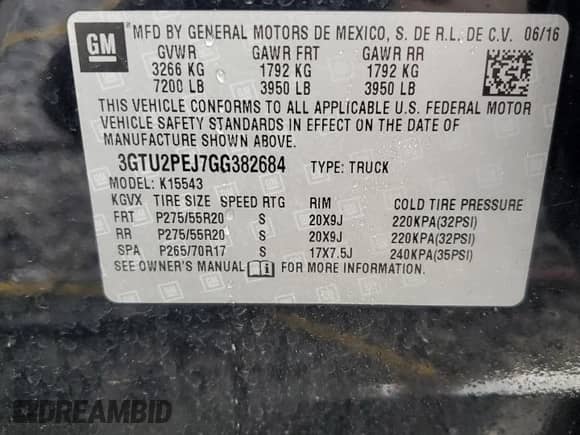 GM
MFD BY GENERAL MOTORS DE MEXICO, S. DE R.L. DE C.V. 06/16
GVWR GAWR FRT GAWR RR
3266 KG 1792 KG 1792 KG
7200 LB 3950 LB 3950 LB
THIS VEHICLE CONFORMS TO ALL APPLICABLE U.S. FEDERAL MOTOR
VEHICLE SAFETY STANDARDS IN EFFECT ON THE DATE OF
MANUFACTURE SHOWN ABOVE.
3GTU2PEJ7GG382684 TYPE: TRUCK
MODEL: K15543
KGVX TIRE SIZE SPEED RTG RIM COLD TIRE PRESSURE
FRT P275/55R20 S 20X9J 220KPA(32PSI)
RR P275/55R20 S 20X9J 220KPA(32PSI)
SPA P265/70R17 S 17X7.5J 240KPA(35PSI)
SEE OWNER'S MANUAL FOR MORE INFORMATION.
DREAMBID